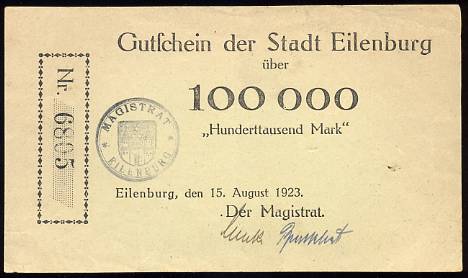 Gutschein der Stadt Eilenburg
über
100 000
„Hunderttausend Mark"
Nr. 6805
MAGISTRAT
EILENBURG
Eilenburg, den 15. August 1923.
Der Magistrat.